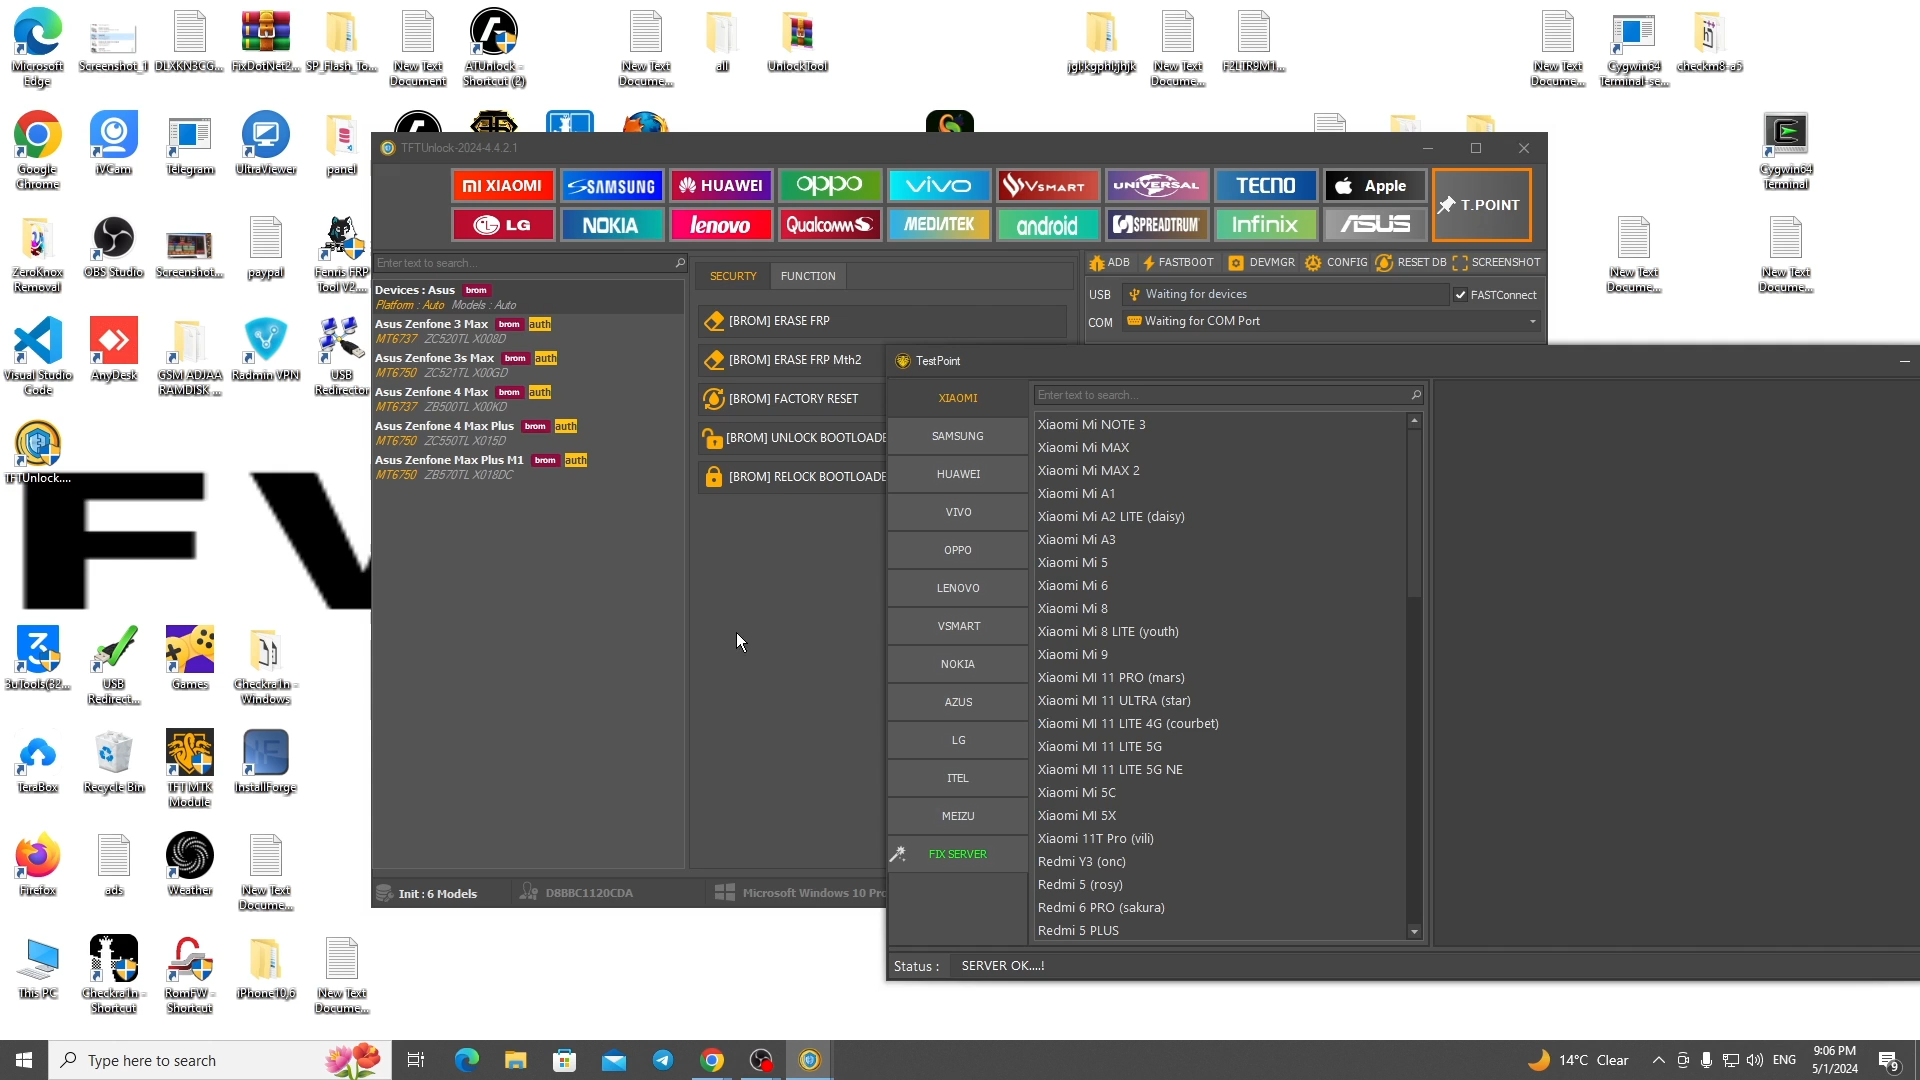 Microsoft Edge
Screenshot_1
DLXKN3CG...
FixDotNet2...
SP_Flash_To...
New Text Document
ATUnlock - Shortcut (2)
New Text Docume...
all
UnlockTool
jgljkgphljhjk
New Text Docume...
F2LTR9M1...
New Text Docume...
Cygwin64 Terminal-se...
checkm8-a5
Google Chrome
iVCam
Telegram
UltraViewer
panel
Cygwin64 Terminal
ZeroKnox Removal
OBS Studio
Screenshot...
paypal
Fenris FRP Tool V2....
New Text Docume...
New Text Docume...
Visual Studio Code
AnyDesk
GSM ADJAA RAMDISK ...
Radmin VPN
USB Redirector
TFTUnlock....
FV
3uTools(32...
USB Redirect...
Games
Checkra1n - Windows
TeraBox
Recycle Bin
TFT MTK Module
InstallForge
Firefox
ads
Weather
New Text Docume...
This PC
Checkra1n - Shortcut
RomFW - Shortcut
iPhone10,6
New Text Docume...
TFTUnlock-2024-4.4.2.1
MI XIAOMI
SAMSUNG
HUAWEI
oppo
vivo
VSMART
UNIVERSAL
TECNO
Apple
T.POINT
LG
NOKIA
lenovo
Qualcomm
MEDIATEK
android
SPREADTRUM
Infinix
ASUS
Enter text to search...
SECURTY
FUNCTION
ADB
FASTBOOT
DEVMGR
CONFIG
RESET DB
SCREENSHOT
USB
Waiting for devices
FASTConnect
COM
Waiting for COM Port
Devices : Asus brom
Platform : Auto Models : Auto
Asus Zenfone 3 Max brom auth
MT6737 ZC520TL X008D
Asus Zenfone 3s Max brom auth
MT6750 ZC521TL X00GD
Asus Zenfone 4 Max brom auth
MT6737 ZB500TL X00KD
Asus Zenfone 4 Max Plus brom auth
MT6750 ZC550TL X015D
Asus Zenfone Max Plus M1 brom auth
MT6750 ZB570TL X018DC
[BROM] ERASE FRP
[BROM] ERASE FRP Mth2
[BROM] FACTORY RESET
[BROM] UNLOCK BOOTLOADE
[BROM] RELOCK BOOTLOADE
Init : 6 Models
D8BBC1120CDA
Microsoft Windows 10 Pro
TestPoint
XIAOMI
SAMSUNG
HUAWEI
VIVO
OPPO
LENOVO
VSMART
NOKIA
AZUS
LG
ITEL
MEIZU
FIX SERVER
Enter text to search...
Xiaomi Mi NOTE 3
Xiaomi Mi MAX
Xiaomi Mi MAX 2
Xiaomi Mi A1
Xiaomi Mi A2 LITE (daisy)
Xiaomi Mi A3
Xiaomi Mi 5
Xiaomi Mi 6
Xiaomi Mi 8
Xiaomi Mi 8 LITE (youth)
Xiaomi Mi 9
Xiaomi MI 11 PRO (mars)
Xiaomi MI 11 ULTRA (star)
Xiaomi MI 11 LITE 4G (courbet)
Xiaomi MI 11 LITE 5G
Xiaomi MI 11 LITE 5G NE
Xiaomi Mi 5C
Xiaomi MI 5X
Xiaomi 11T Pro (vili)
Redmi Y3 (onc)
Redmi 5 (rosy)
Redmi 6 PRO (sakura)
Redmi 5 PLUS
Status :
SERVER OK....!
Type here to search
14°C Clear
ENG
9:06 PM
5/1/2024
9